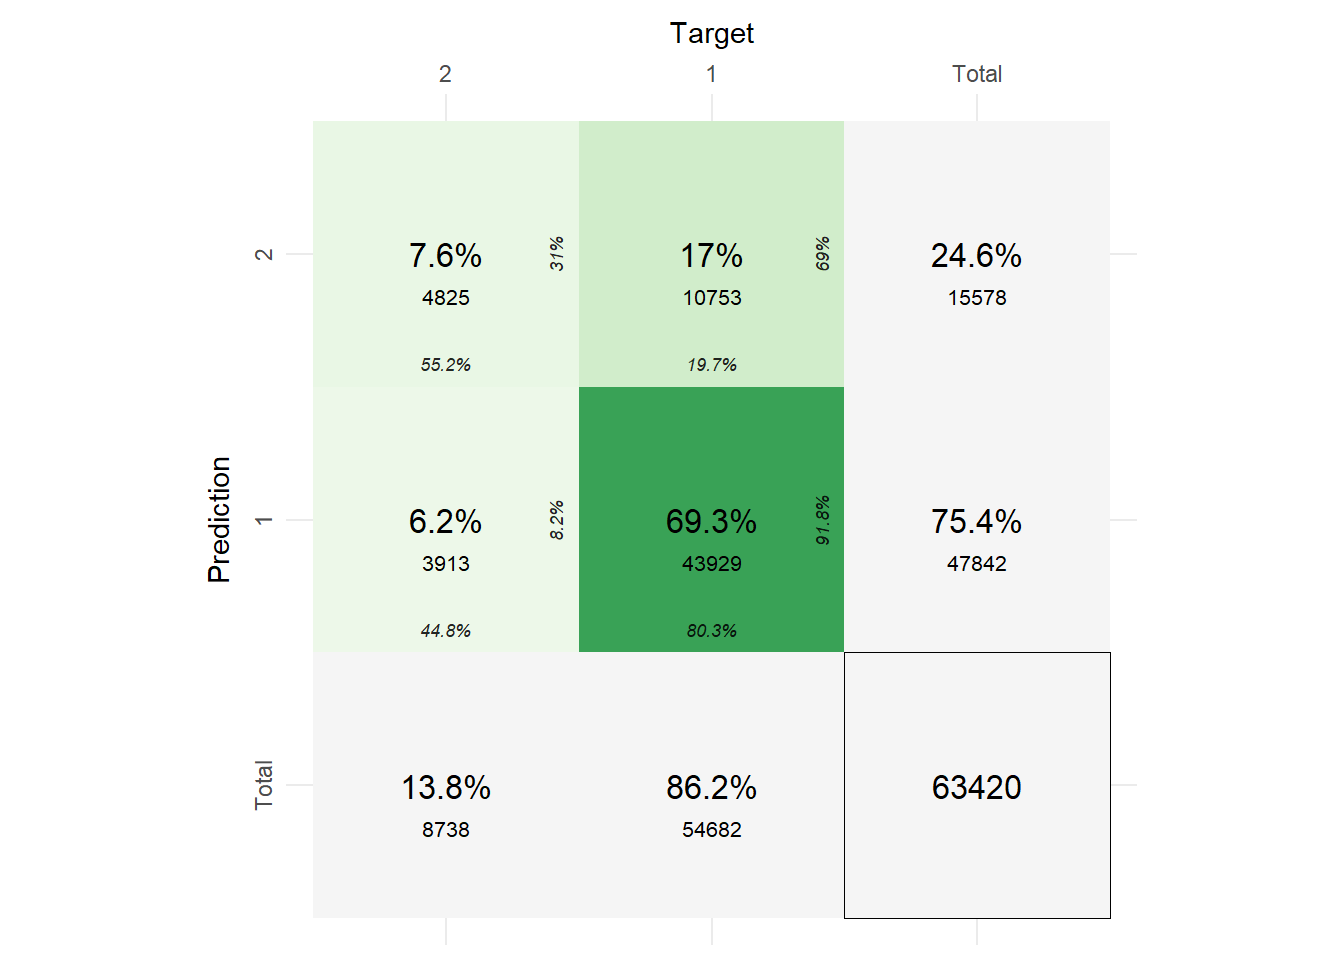 Target
2 1 Total
2
7.6% 31% 17% 69% 24.6%
4825 10753 15578
55.2% 19.7%
Prediction
1
6.2% 8.2% 69.3% 91.8% 75.4%
3913 43929 47842
44.8% 80.3%
Total
13.8% 86.2% 63420
8738 54682